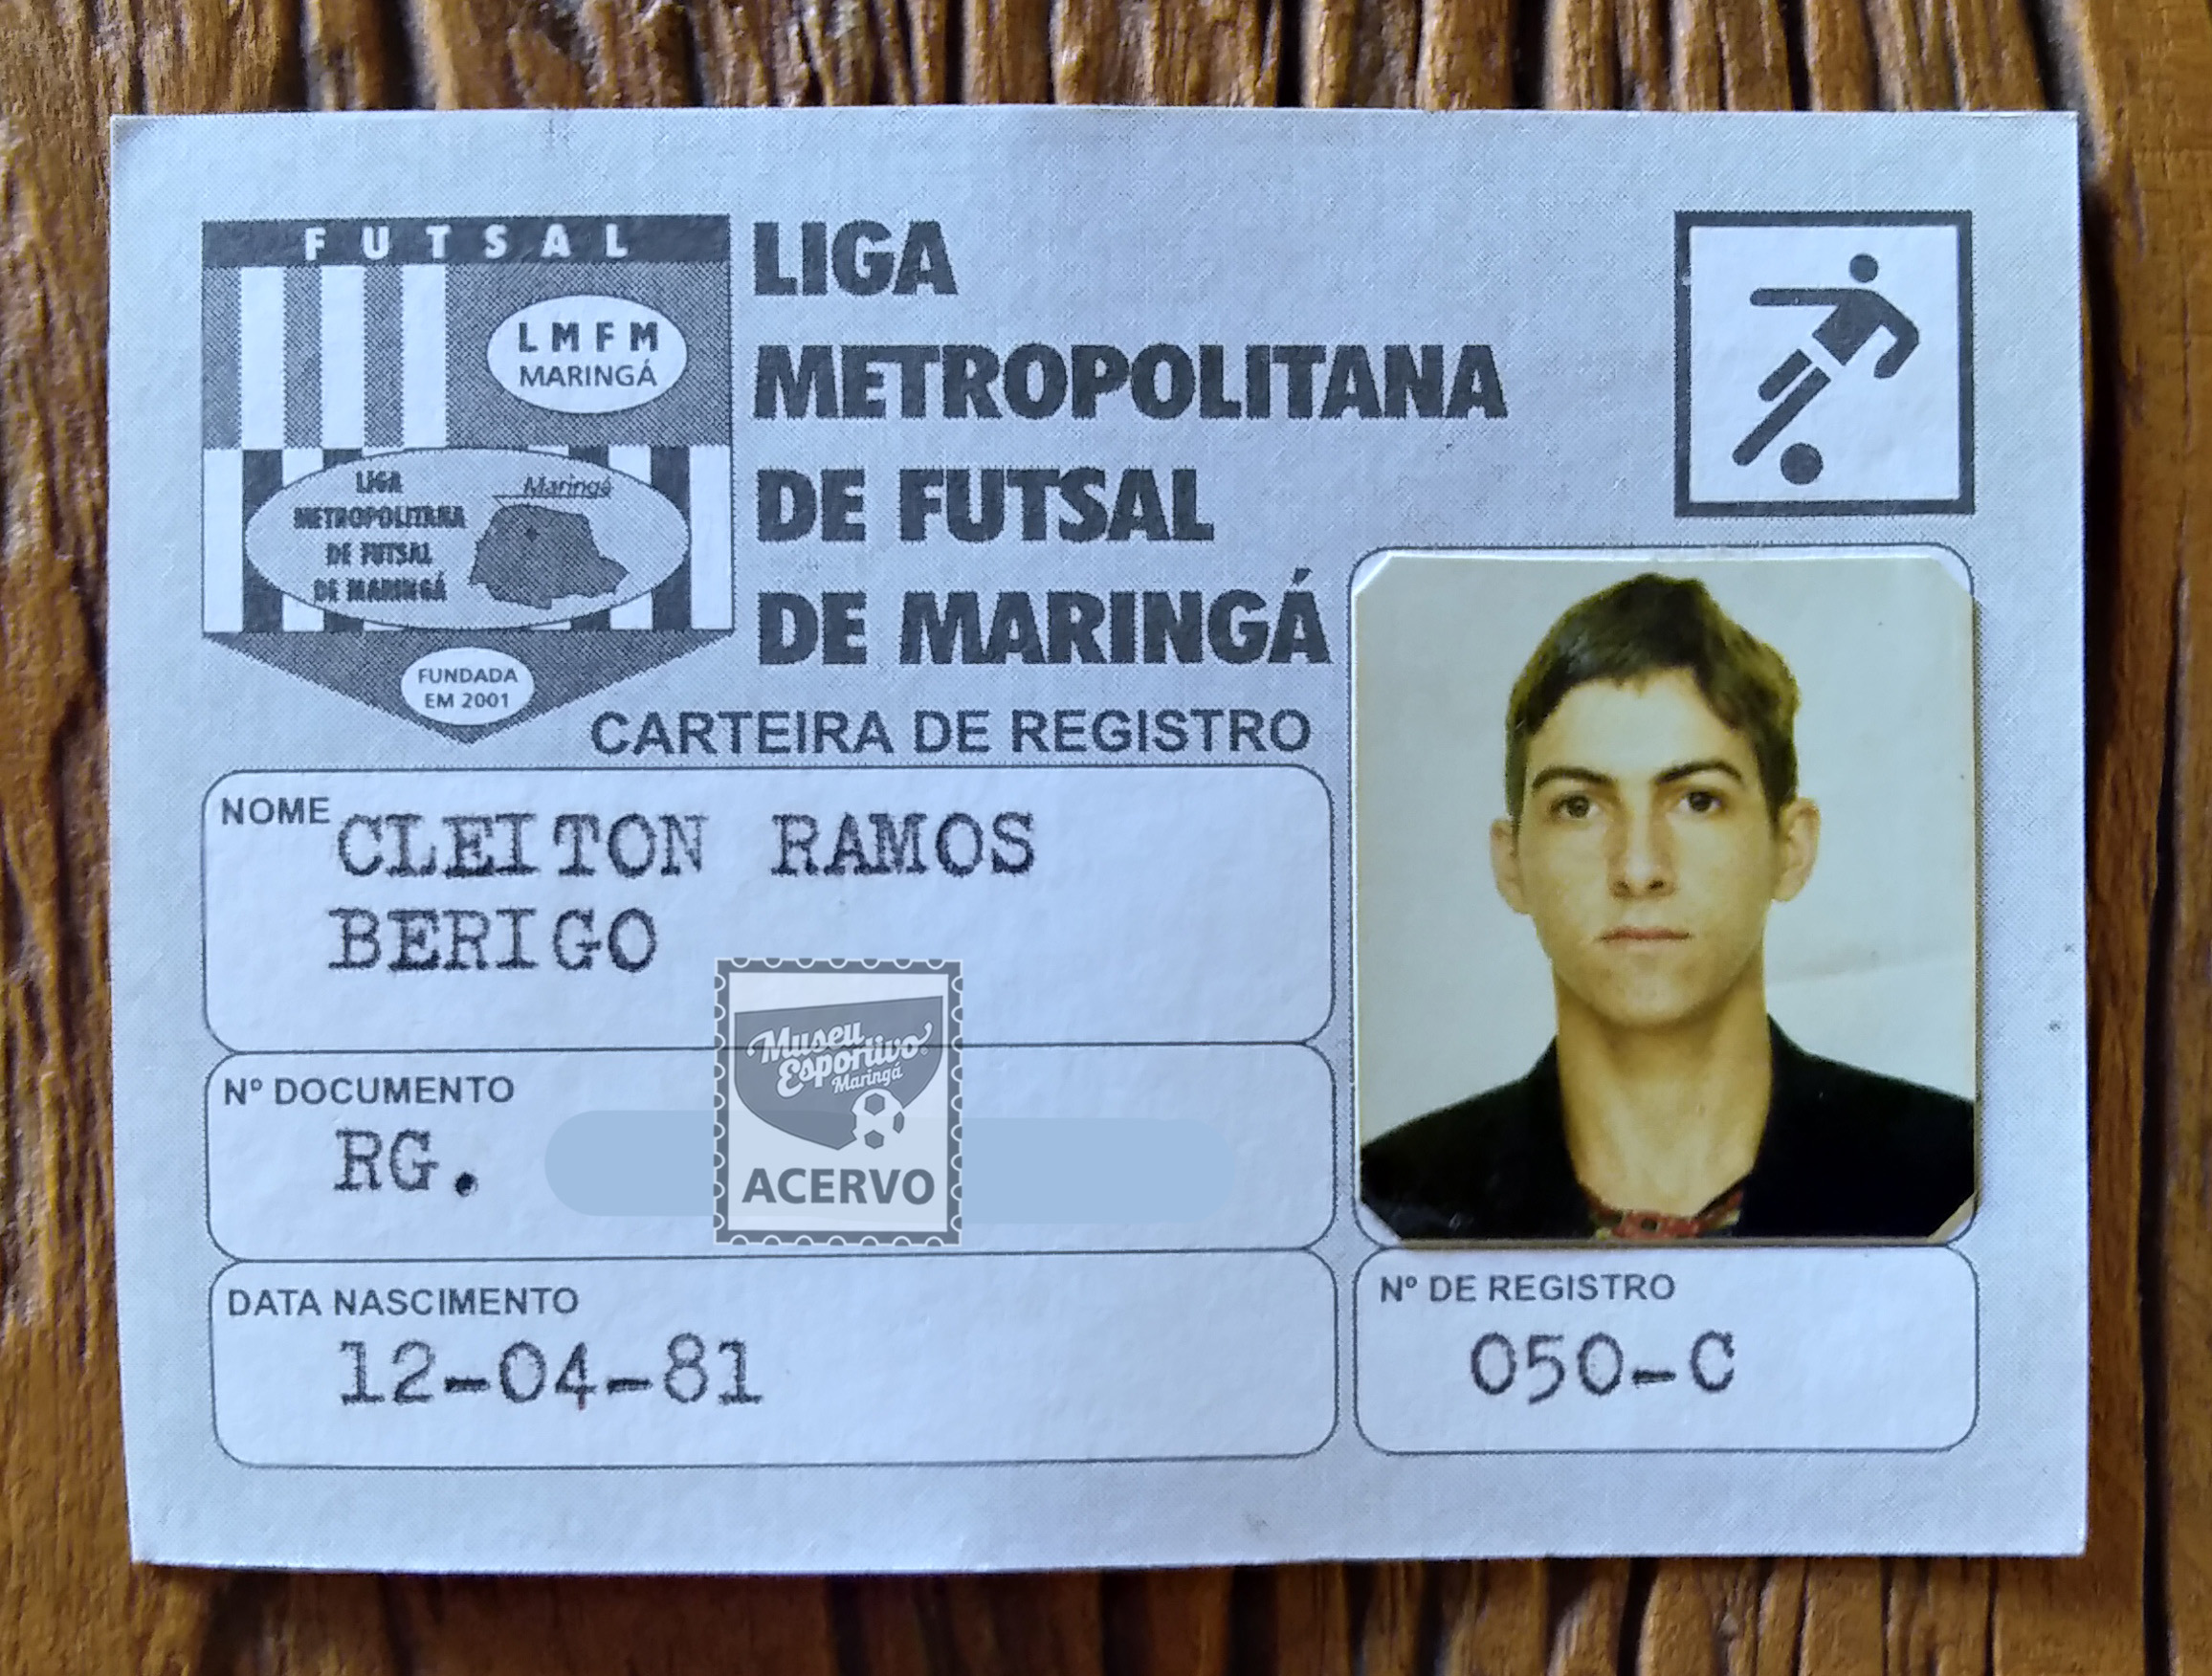 FUTSAL
LMFM
MARINGÁ
LIGA
METROPOLITANA
DE FUTSAL
DE MARINGÁ
Maringá
FUNDADA
EM 2001
LIGA
METROPOLITANA
DE FUTSAL
DE MARINGÁ
CARTEIRA DE REGISTRO
NOME CLEITON RAMOS
BERIGO
Nº DOCUMENTO
RG.
Museu
Esportivo
Maringá
ACERVO
DATA NASCIMENTO
12-04-81
Nº DE REGISTRO
050-C